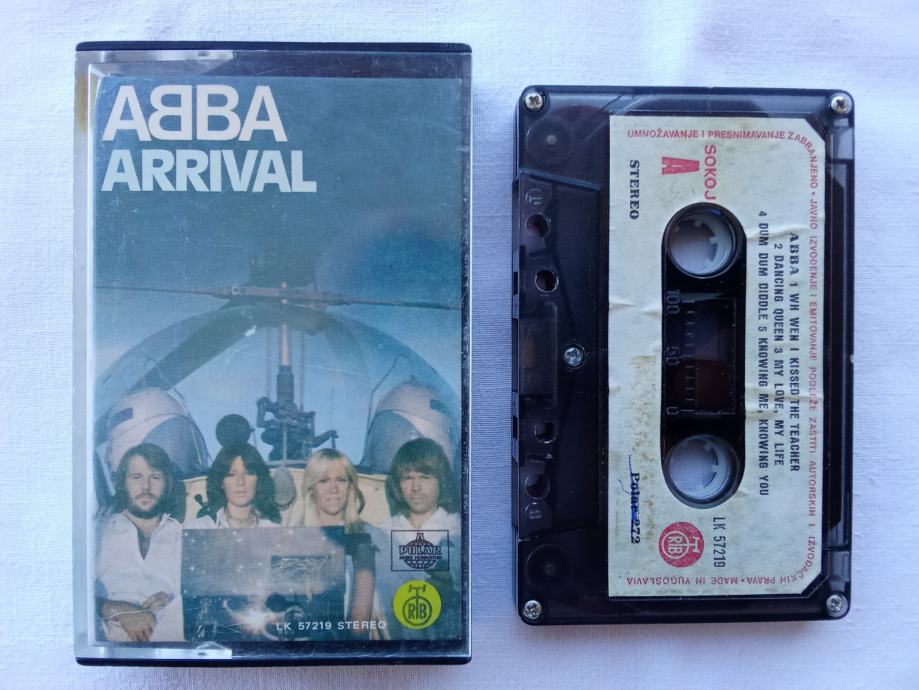 ABBA
ARRIVAL
POLAR
RTB
LK 57219 STEREO
UMNOŽAVANJE I PRESNIMAVANJE ZABRANJENO • JAVNO IZVOĐENJE I EMITOVANJE PODLEŽE ZAŠTITI AUTORSKIH I IZVOĐAČKIH PRAVA • MADE IN YUGOSLAVIA
SOKOJ
A
STEREO
ABBA 1 WH WEN I KISSED THE TEACHER
2 DANCING QUEEN 3 MY LOVE, MY LIFE
4 DUM DUM DIDDLE 5 KNOWING ME, KNOWING YOU
100 50 0
Polar 272
LK 57219
RTB